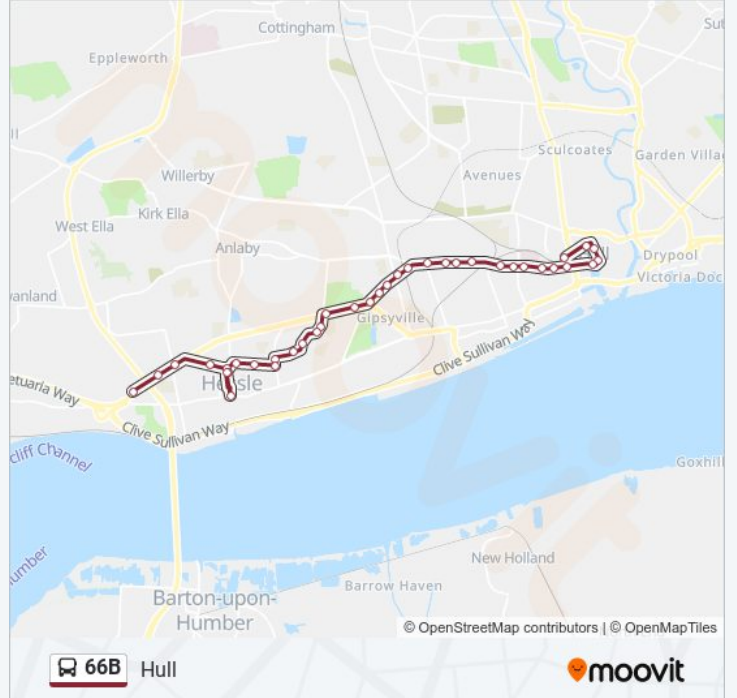 Cottingham
Sut
Eppleworth
ll
Sculcoates
Garden Villag
Willerby
Avenues
Kirk Ella
West Ella
Anlaby
ll
Drypool
wanland
Victoria Doc
Gipsyville
Clive Sullivan Way
etuaria Way
Clive Sullivan Way
cliff Channel
Goxhill
umber
New Holland
Barrow Haven
Barton-upon-
Humber
© OpenStreetMap contributors | © OpenMapTiles
66B Hull
moovit